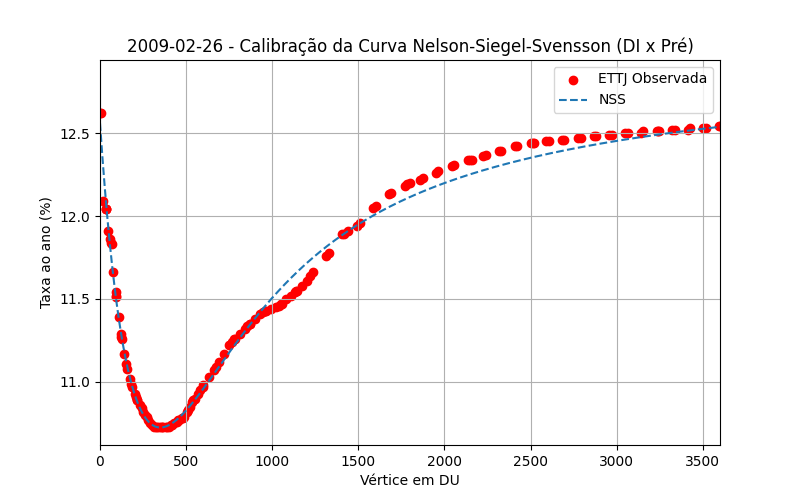 2009-02-26 - Calibração da Curva Nelson-Siegel-Svensson (DI x Pré)
ETTJ Observada
NSS
Taxa ao ano (%)
12.5
12.0
11.5
11.0
0 500 1000 1500 2000 2500 3000 3500
Vértice em DU